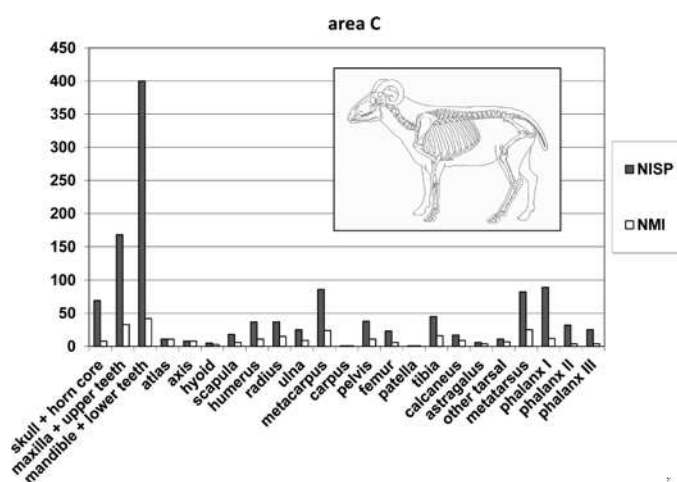 area C
450
400
350
300
250
200
150
100
50
0
NISP
NMI
skull + horn core
maxilla + upper teeth
mandible + lower teeth
atlas
axis
hyoid
scapula
humerus
radius
ulna
metacarpus
carpus
pelvis
femur
patella
tibia
calcaneus
astragalus
other tarsal
metatarsus
phalanx I
phalanx II
phalanx III